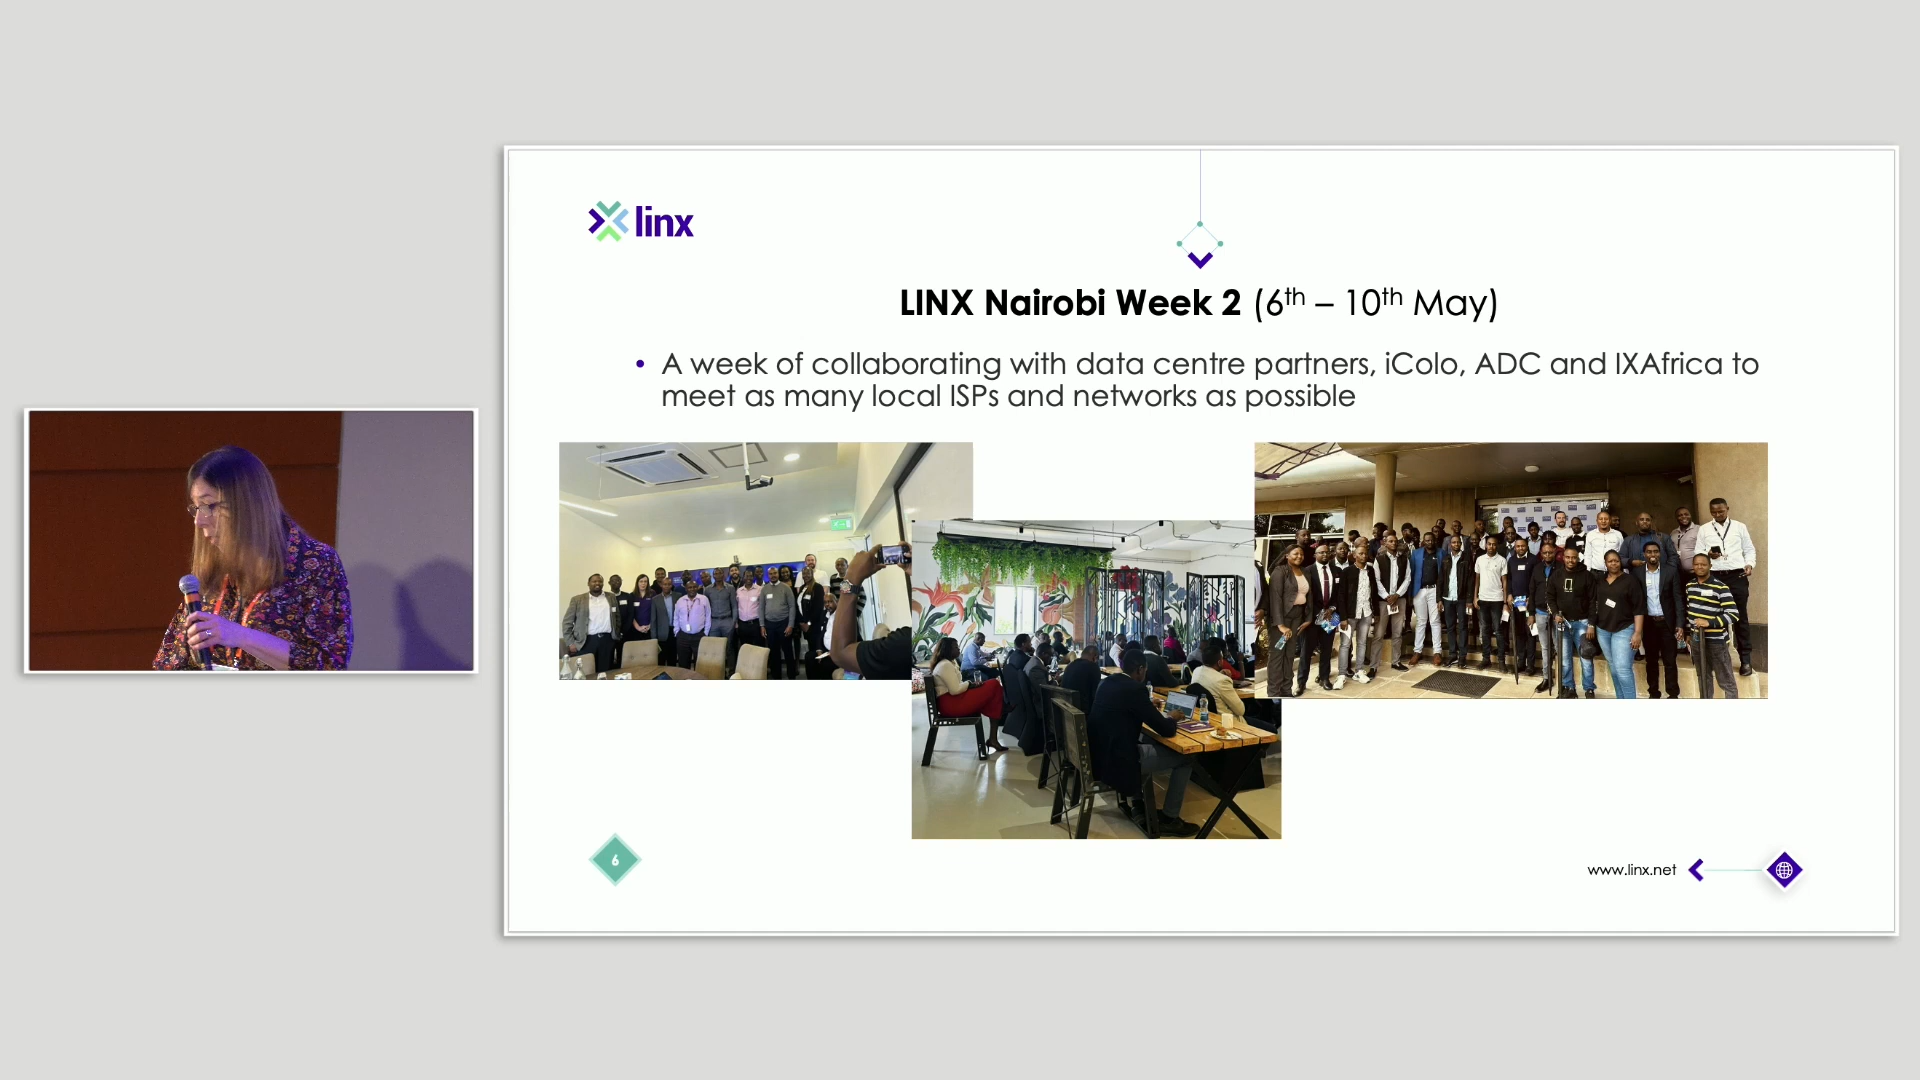 linx
LINX Nairobi Week 2 (6th – 10th May)
• A week of collaborating with data centre partners, iColo, ADC and IXAfrica to
meet as many local ISPs and networks as possible
6
www.linx.net